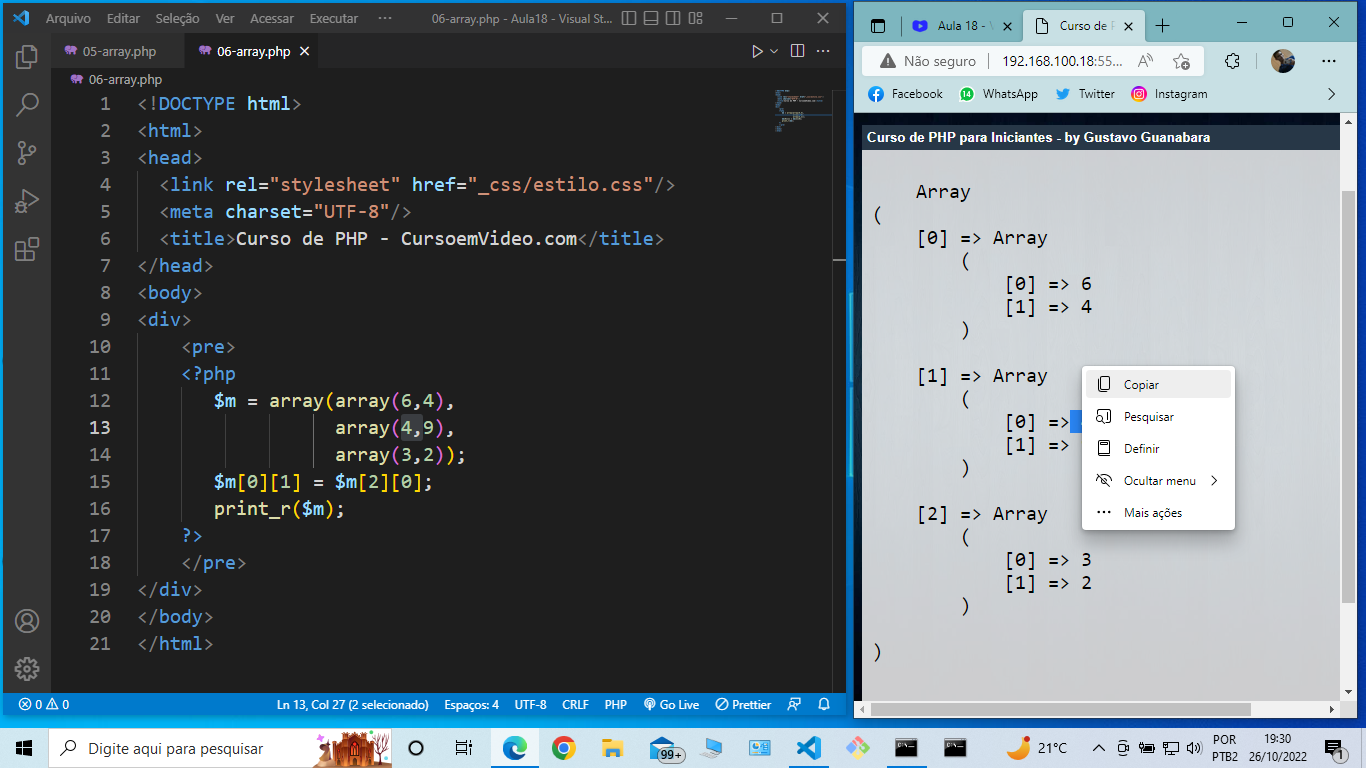 Arquivo Editar Seleção Ver Acessar Executar ··· 06-array.php - Aula18 - Visual St...
05-array.php 06-array.php
06-array.php
1 <!DOCTYPE html>
2 <html>
3 <head>
4 <link rel="stylesheet" href="_css/estilo.css"/>
5 <meta charset="UTF-8"/>
6 <title>Curso de PHP - CursoemVideo.com</title>
7 </head>
8 <body>
9 <div>
10 <pre>
11 <?php
12 $m = array(array(6,4),
13 array(4,9),
14 array(3,2));
15 $m[0][1] = $m[2][0];
16 print_r($m);
17 ?>
18 </pre>
19 </div>
20 </body>
21 </html>
0 0 Ln 13, Col 27 (2 selecionado) Espaços: 4 UTF-8 CRLF PHP Go Live Prettier
Aula 18 - Curso de
Não seguro 192.168.100.18:55...
Facebook 14 WhatsApp Twitter Instagram
Curso de PHP para Iniciantes - by Gustavo Guanabara
Array
(
[0] => Array
(
[0] => 6
[1] => 4
)
[1] => Array
(
[0] =>
[1] =>
)
[2] => Array
(
[0] => 3
[1] => 2
)
)
Copiar
Pesquisar
Definir
Ocultar menu
Mais ações
Digite aqui para pesquisar 99+ 21°C POR PTB2 19:30 26/10/2022 1